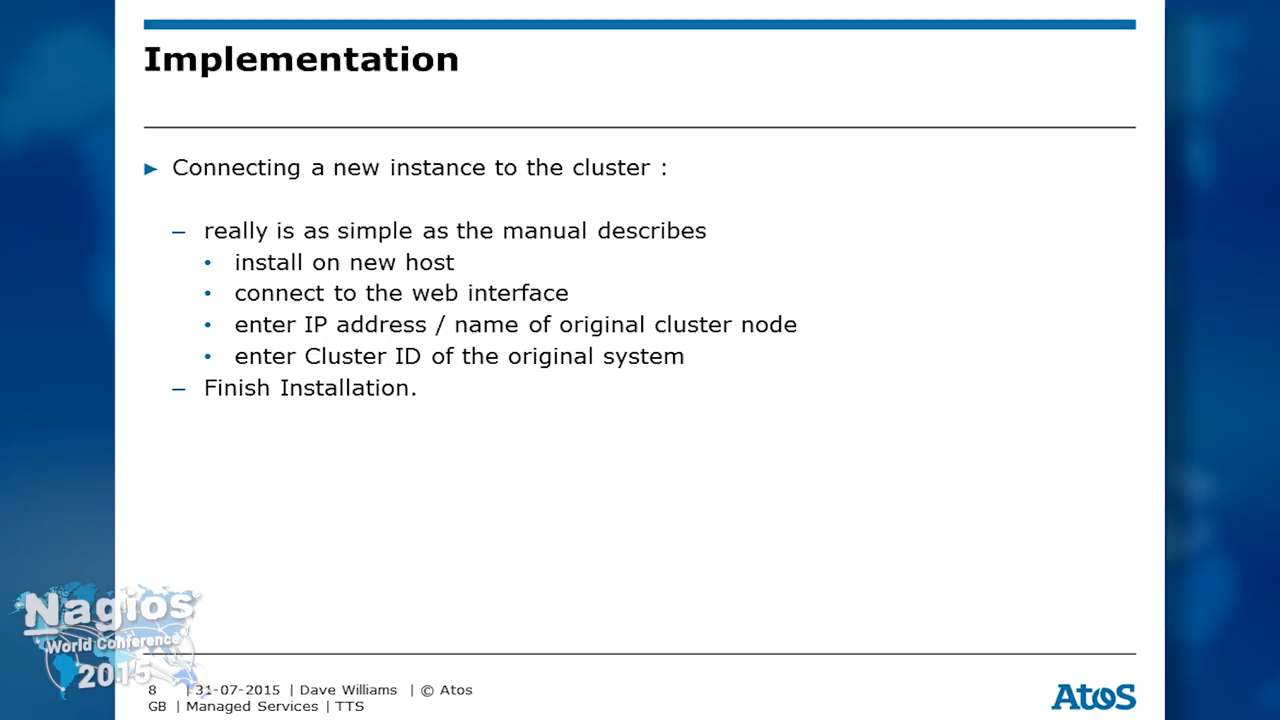 Implementation
► Connecting a new instance to the cluster :
– really is as simple as the manual describes
• install on new host
• connect to the web interface
• enter IP address / name of original cluster node
• enter Cluster ID of the original system
– Finish Installation.
Nagios
World Conference
2015
8 | 31-07-2015 | Dave Williams | © Atos
GB | Managed Services | TTS
Atos